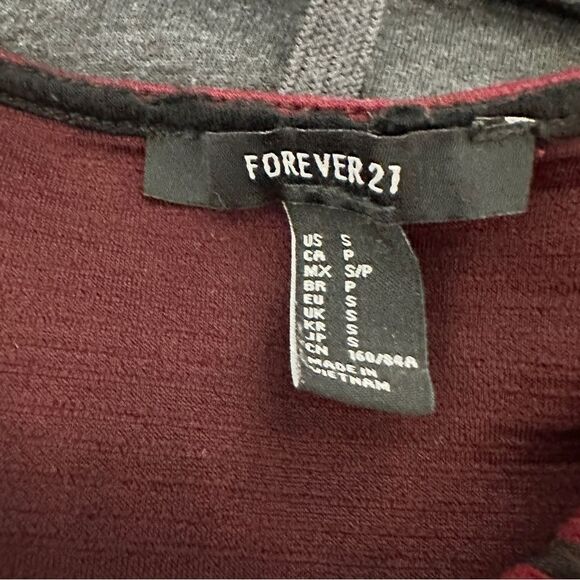 FOREVER 21
US S
CA P
MX S/P
BR P
EU S
UK S
KR S
JP S
CN 160/84A
MADE IN
VIETNAM